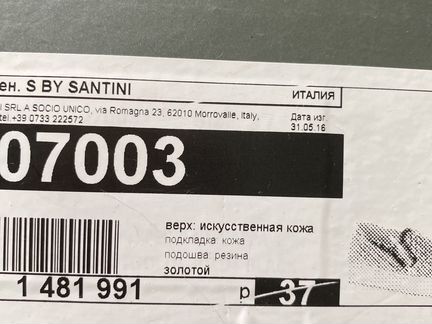 ен. S BY SANTINI ИТАЛИЯ
I SRL A SOCIO UNICO, via Romagna 23, 62010 Morrovalle, Italy,
tel.+39 0733 222572
Дата изг.
31.05.16
07003
верх: искусственная кожа
подкладка: кожа
подошва: резина
золотой
1 481 991 р 37